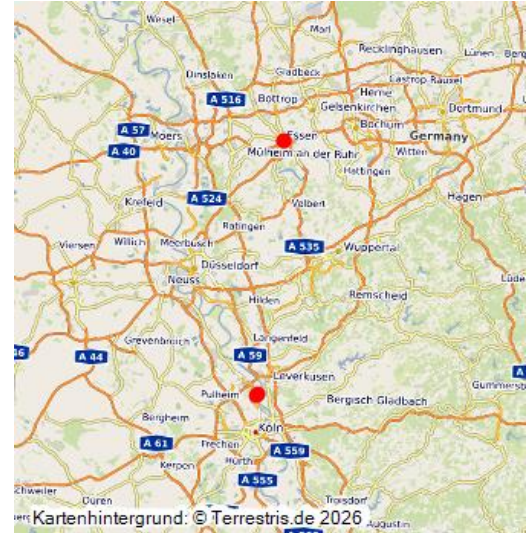 Wesel
Marl
Recklinghausen
Lünen
Dinslaken
Gladbeck
Castrop-Rauxel
A 516
Bottrop
Herne
Gelsenkirchen
Dortmund
A 57
Moers
Essen
Bochum
Germany
A 40
Mülheim an der Ruhr
Witten
Hattingen
Krefeld
A 524
Velbert
Hagen
Ratingen
Viersen
Willich
Meerbusch
A 535
Wuppertal
Düsseldorf
Neuss
Hilden
Remscheid
Grevenbroich
Langenfeld
A 44
A 59
Leverkusen
Pulheim
Gummersb
Bergisch Gladbach
Bergheim
Köln
A 61
Frechen
A 559
Kerpen
Hürth
A 555
Düren
Troisdorf
Kartenhintergrund: © Terrestris.de 2026
Augustin